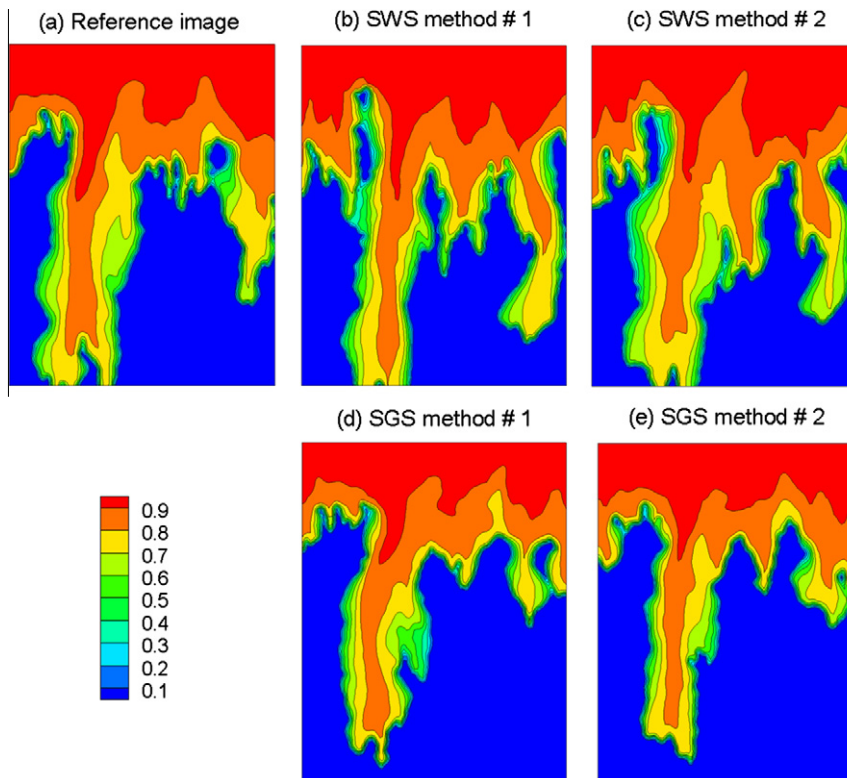 (a) Reference image
(b) SWS method # 1
(c) SWS method # 2
(d) SGS method # 1
(e) SGS method # 2
0.9
0.8
0.7
0.6
0.5
0.4
0.3
0.2
0.1